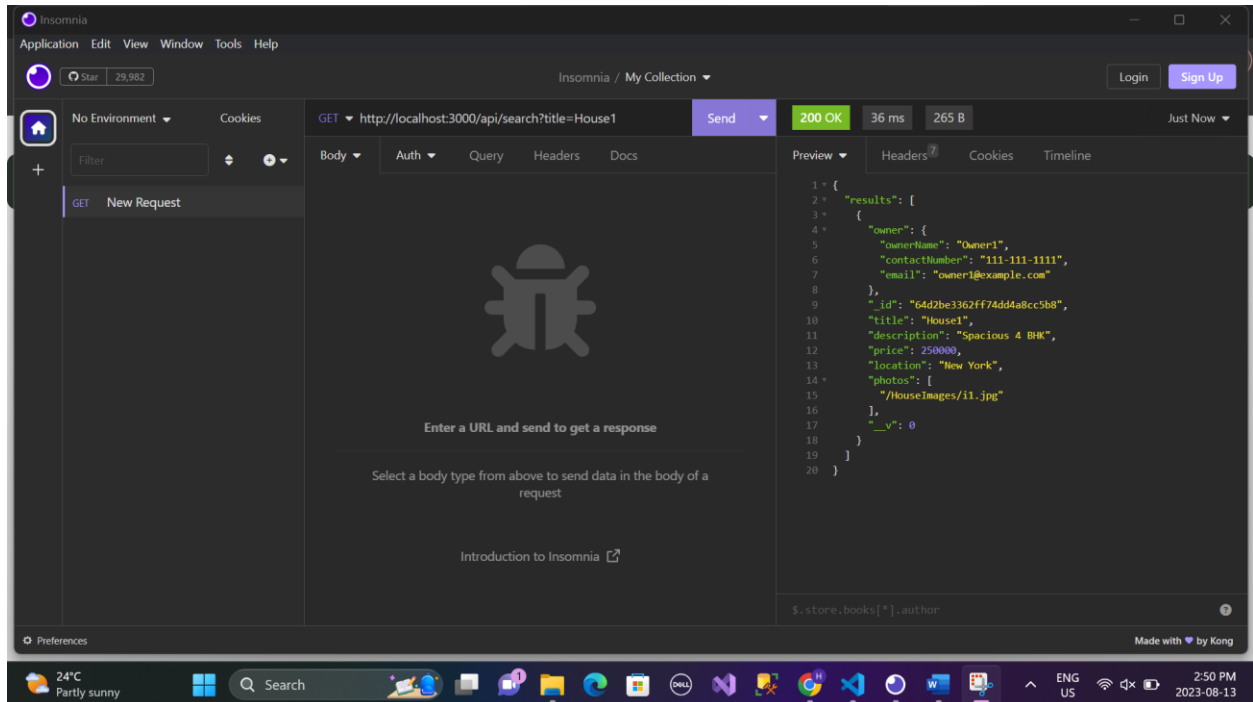 Insomnia
Application Edit View Window Tools Help
Star 29,982
Insomnia / My Collection
Login Sign Up
No Environment Cookies
GET http://localhost:3000/api/search?title=House1 Send
200 OK 36 ms 265 B Just Now
Filter
Body Auth Query Headers Docs
Preview Headers 7 Cookies Timeline
GET New Request
1 {
2 "results": [
3 {
4 "owner": {
5 "ownerName": "Owner1",
6 "contactNumber": "111-111-1111",
7 "email": "owner1@example.com"
8 },
9 "_id": "64d2be3362ff74dd4a8cc5b8",
10 "title": "House1",
11 "description": "Spacious 4 BHK",
12 "price": 250000,
13 "location": "New York",
14 "photos": [
15 "/HouseImages/i1.jpg"
16 ],
17 "__v": 0
18 }
19 ]
20 }
Enter a URL and send to get a response
Select a body type from above to send data in the body of a
request
Introduction to Insomnia
$.store.books[*].author
Preferences
Made with 💜 by Kong
24°C
Partly sunny
Search
DELL
1
H
ENG
US
2:50 PM
2023-08-13